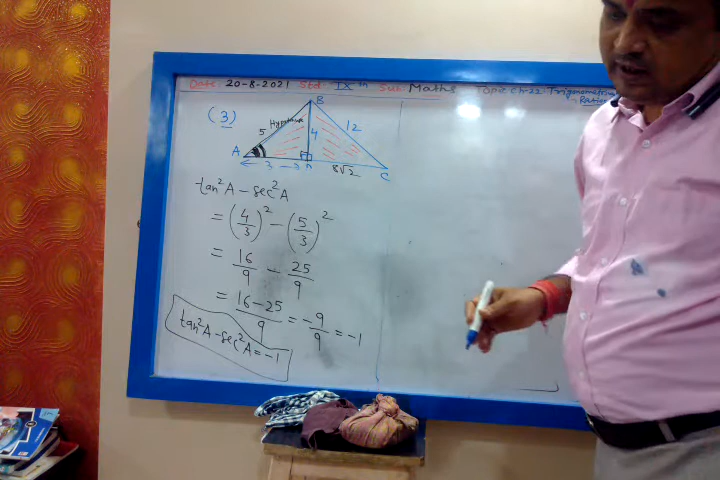 Date: 20-8-2021 Std: IXth Sub: Maths Topic Ch-22: Trigonometric Ratios
(3)
B
Hypotenuse
5
4
12
A
3
3
8√2
C
tan²A - sec²A
= (4/3)² - (5/3)²
= 16/9 - 25/9
= 16-25/9 = -9/9 = -1
tan²A - sec²A = -1